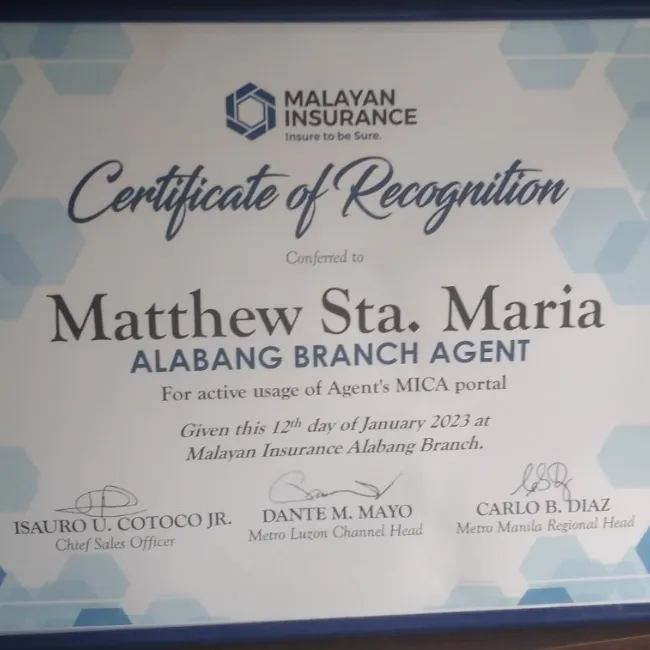 MALAYAN
INSURANCE
Insure to be Sure.
Certificate of Recognition
Conferred to
Matthew Sta. Maria
ALABANG BRANCH AGENT
For active usage of Agent's MICA portal
Given this 12th day of January 2023 at
Malayan Insurance Alabang Branch.
ISAURO U. COTOCO JR.
Chief Sales Officer
DANTE M. MAYO
Metro Luzon Channel Head
CARLO B. DIAZ
Metro Manila Regional Head